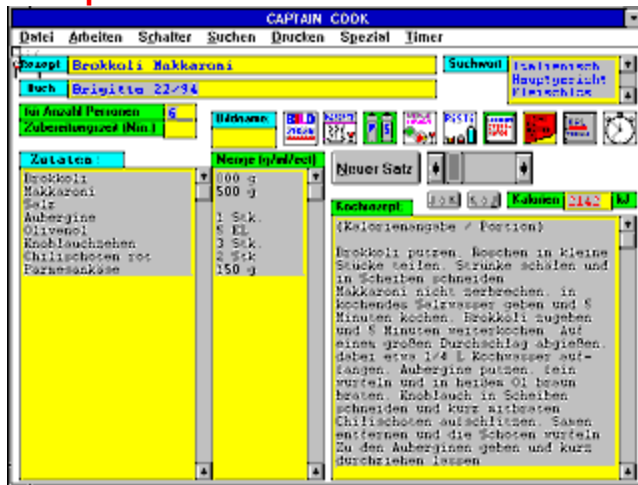 CAPTAIN COOK
Datei Arbeiten Schalter Suchen Drucken Spezial Timer
Rezept Brokkoli Makkaroni
Suchwort Italienisch
Hauptgericht
Fleischlos
Buch Brigitte 22/94
für Anzahl Personen 6
Zubereitungszeit (Min.)
Bildname
Zutaten:
Menge (g/ml/ect)
Neuer Satz
Brokkoli 800 g
Makkaroni 500 g
Salz
Aubergine 1 Stk.
Olivenöl 5 EL
Knoblauchzehen 3 Stk.
Chilischoten rot 2 Stk
Parmesankäse 150 g
Kochrezept:
Kalorien 2142 kJ
(Kalorienangabe / Portion)
Brokkoli putzen. Röschen in kleine
Stücke teilen. Strünke schälen und
in Scheiben schneiden
Makkaroni nicht zerbrechen, in
kochendes Salzwasser geben und 5
Minuten kochen. Brokkoli zugeben
und 5 Minuten weiterkochen. Auf
einen großen Durchschlag abgießen,
dabei etwa 1/4 L Kochwasser auf-
fangen. Aubergine putzen, fein
würfeln und in heißem Öl braun
braten. Knoblauch in Scheiben
schneiden und kurz mitbraten
Chilischoten aufschlitzen. Samen
entfernen und die Schoten würfeln
Zu den Auberginen geben und kurz
durchziehen lassen